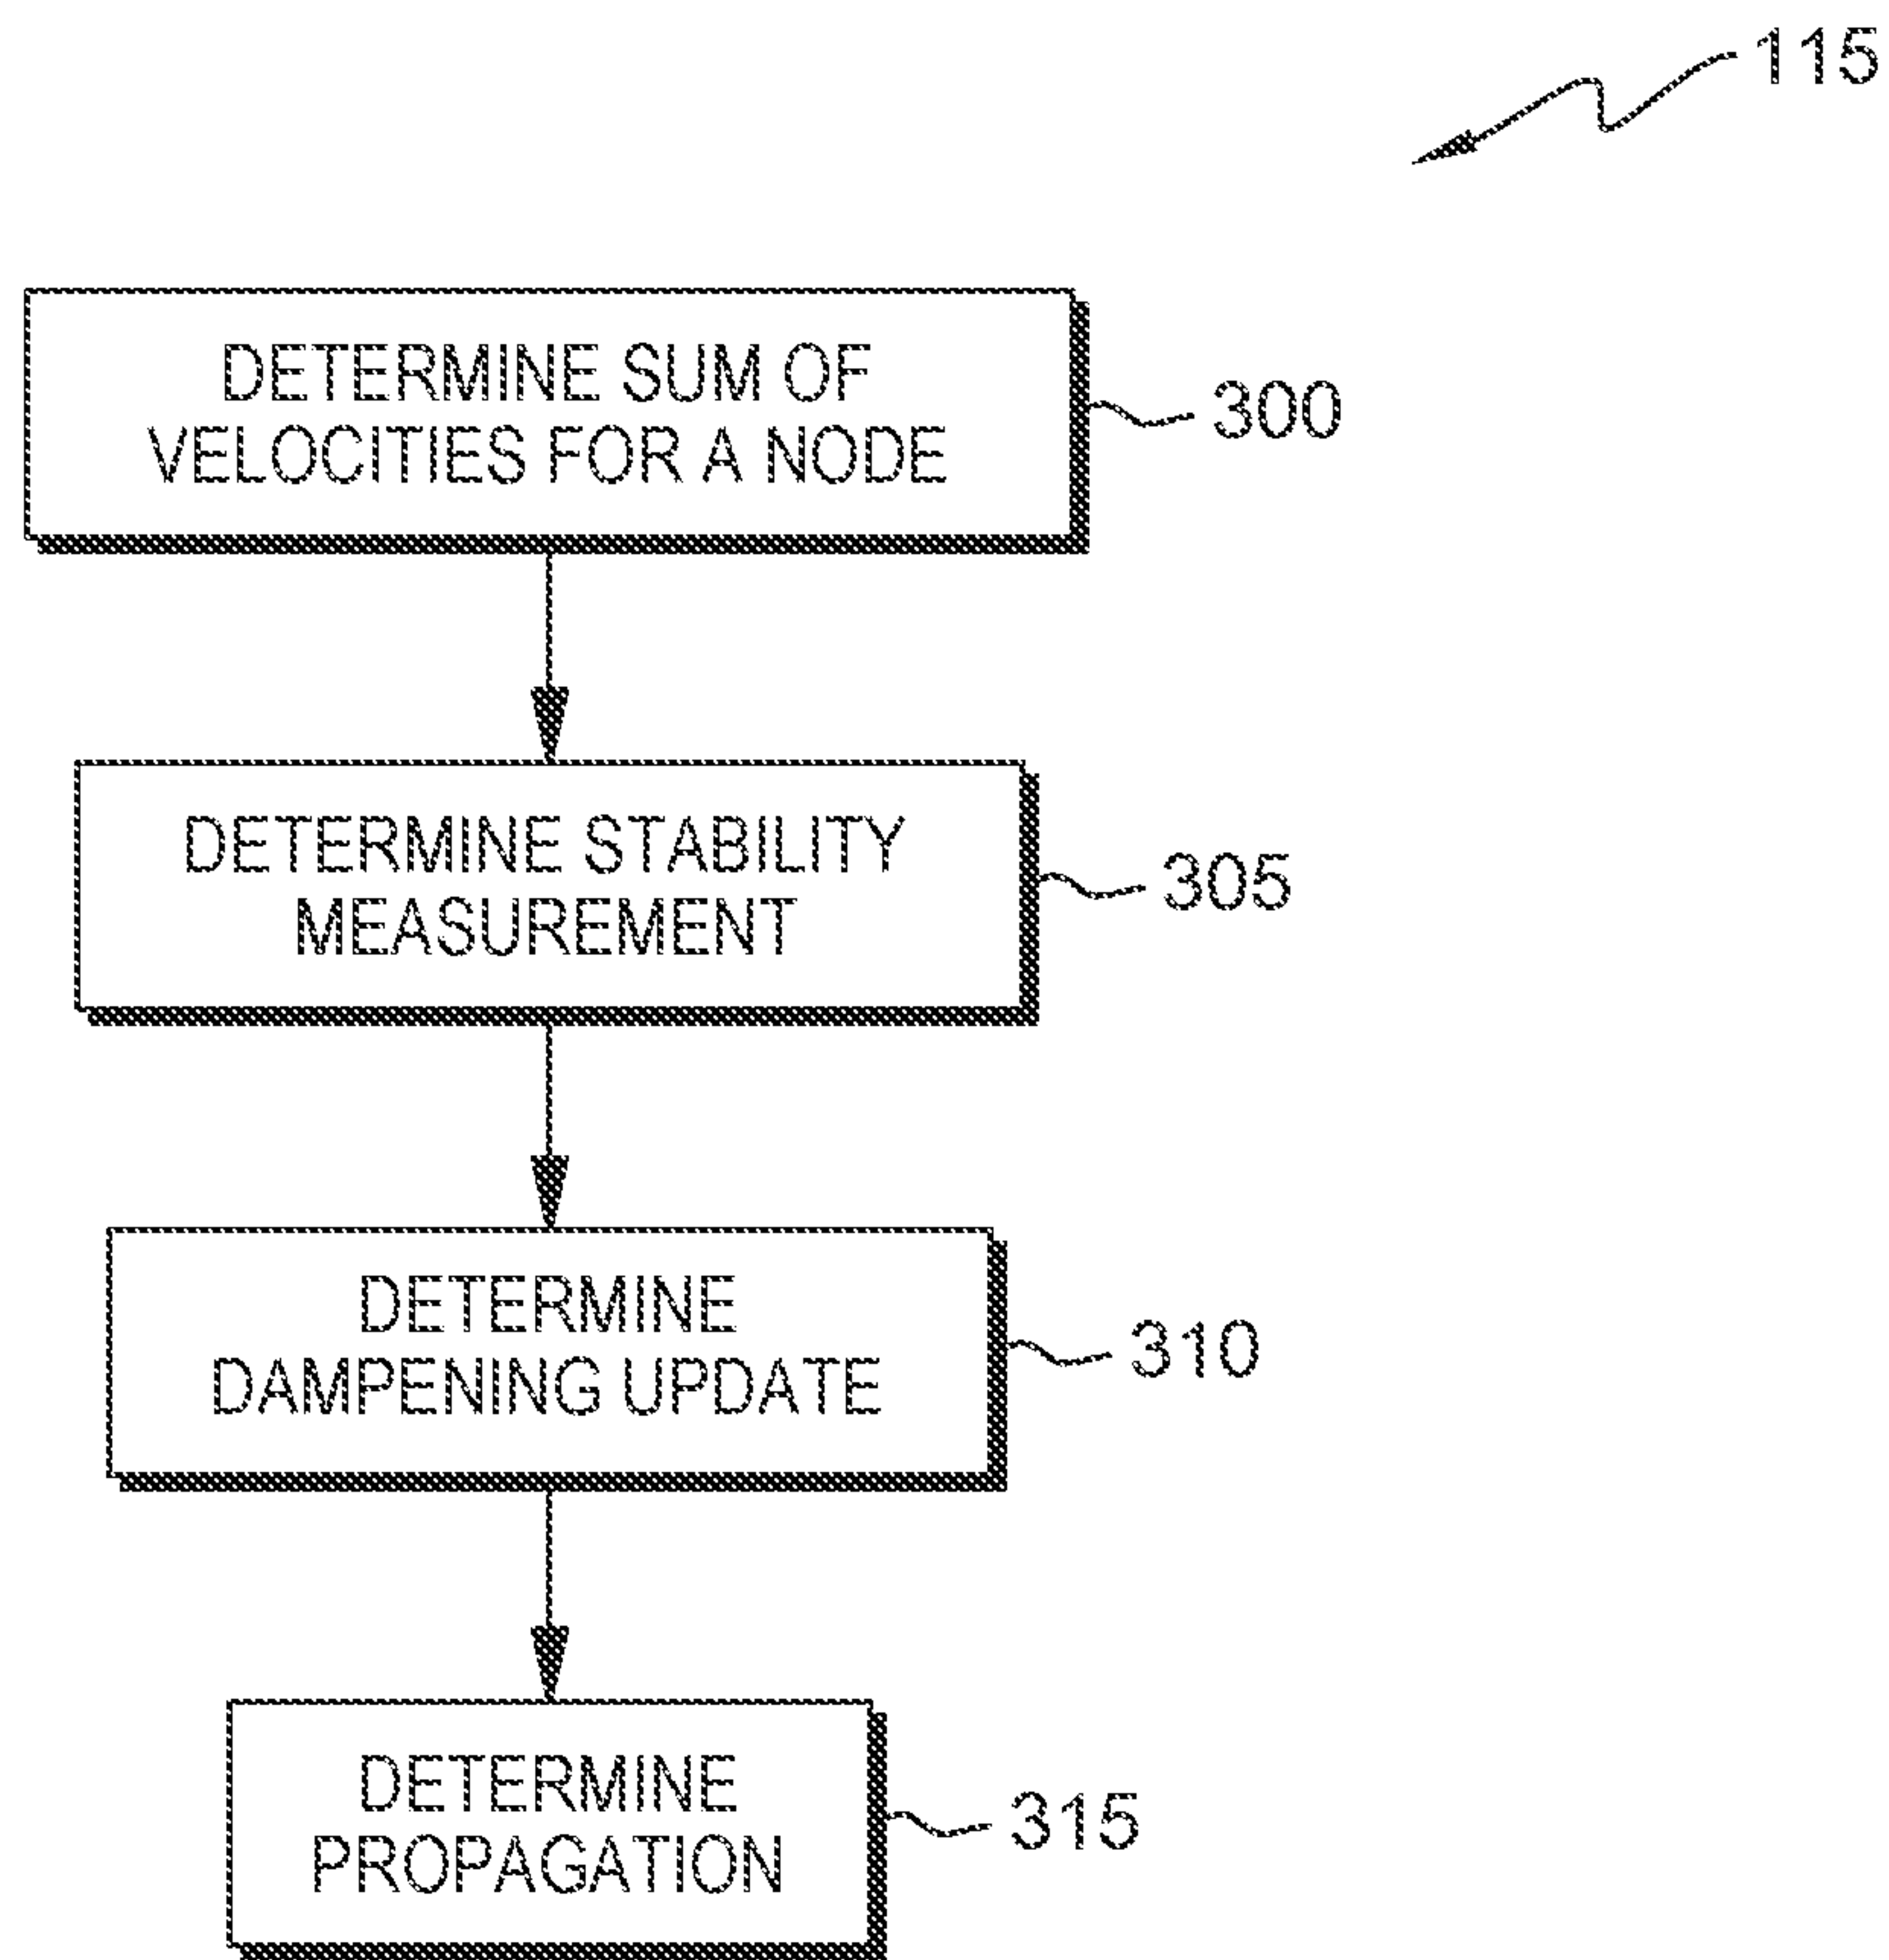 115
DETERMINE SUM OF
VELOCITIES FOR A NODE
300
DETERMINE STABILITY
MEASUREMENT
305
DETERMINE
DAMPENING UPDATE
310
DETERMINE
PROPAGATION
315